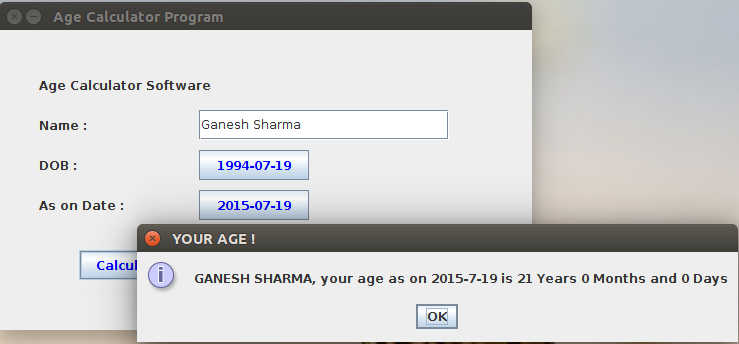 Age Calculator Program
Age Calculator Software
Name :
Ganesh Sharma
DOB :
1994-07-19
As on Date :
2015-07-19
Calcul
YOUR AGE !
GANESH SHARMA, your age as on 2015-7-19 is 21 Years 0 Months and 0 Days
OK